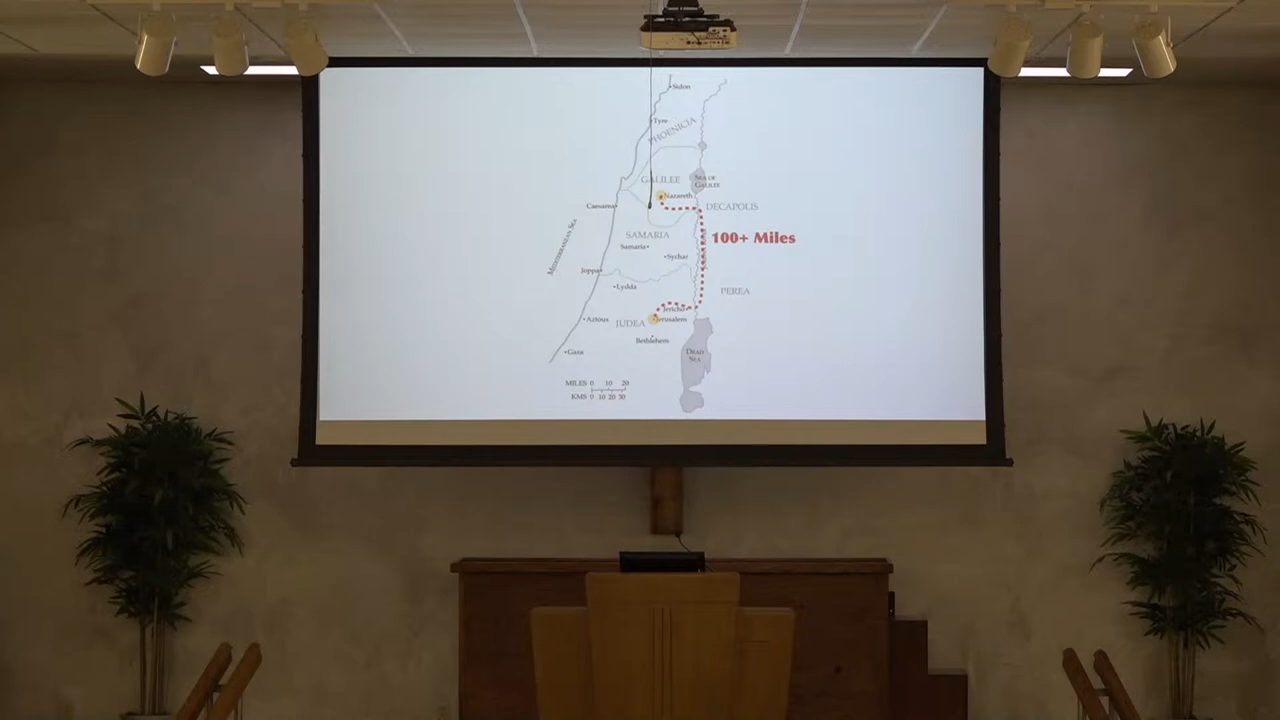 Sidon
Tyre
PHOENICIA
GALILEE
SEA OF
GALILEE
Nazareth
Caesarea
DECAPOLIS
SAMARIA
100+ Miles
Samaria
Sychar
MEDITERRANEAN SEA
Joppa
Lydda
PEREA
Jericho
Azotus
JUDEA
Jerusalem
Bethlehem
Gaza
DEAD
SEA
MILES 0 10 20
KMS 0 10 20 30